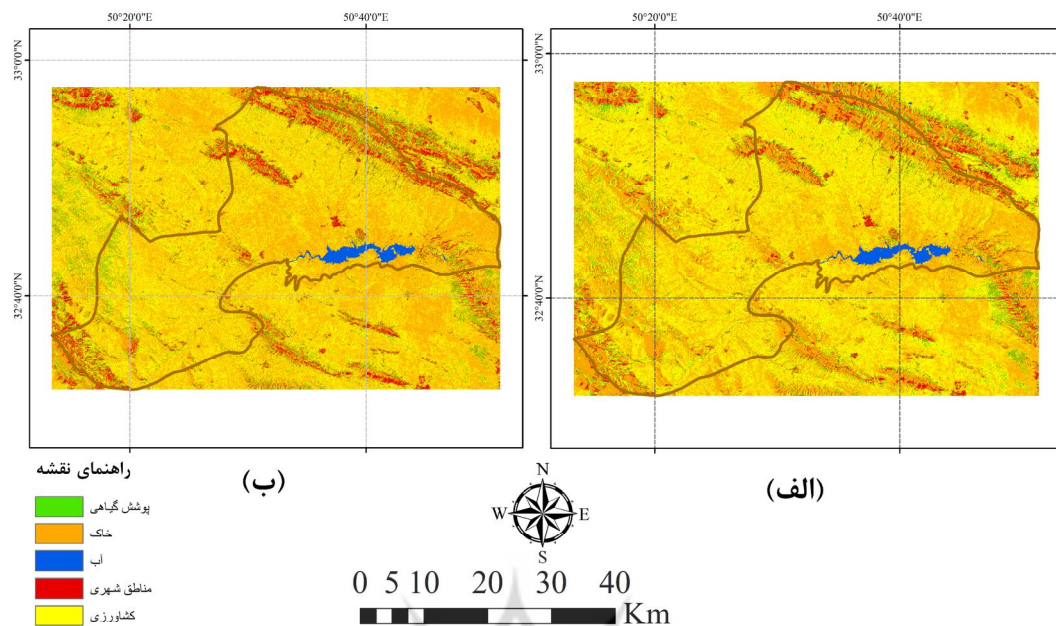 50°20'0"E
50°40'0"E
50°20'0"E
50°40'0"E
33°0'0"N
32°40'0"N
33°0'0"N
32°40'0"N
(ب)
(الف)
راهنمای نقشه
پوشش گیاهی
خاک
آب
مناطق شهری
کشاورزی
N
W
E
S
0 5 10 20 30 40
Km